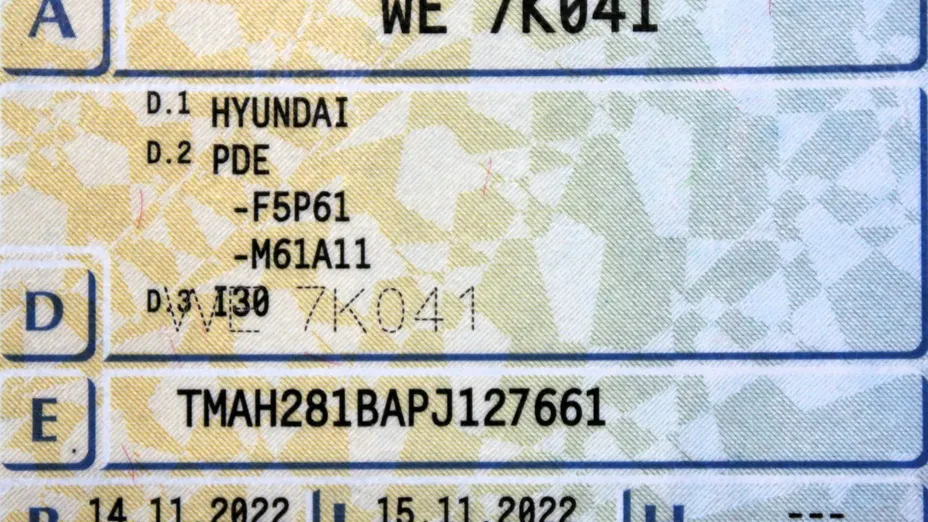 A WE 7K041
D.1 HYUNDAI
D.2 PDE
-F5P61
-M61A11
D D.3 I30
WE 7K041
E TMAH281BAPJ127661
B 14.11.2022 I 15.11.2022 H ---